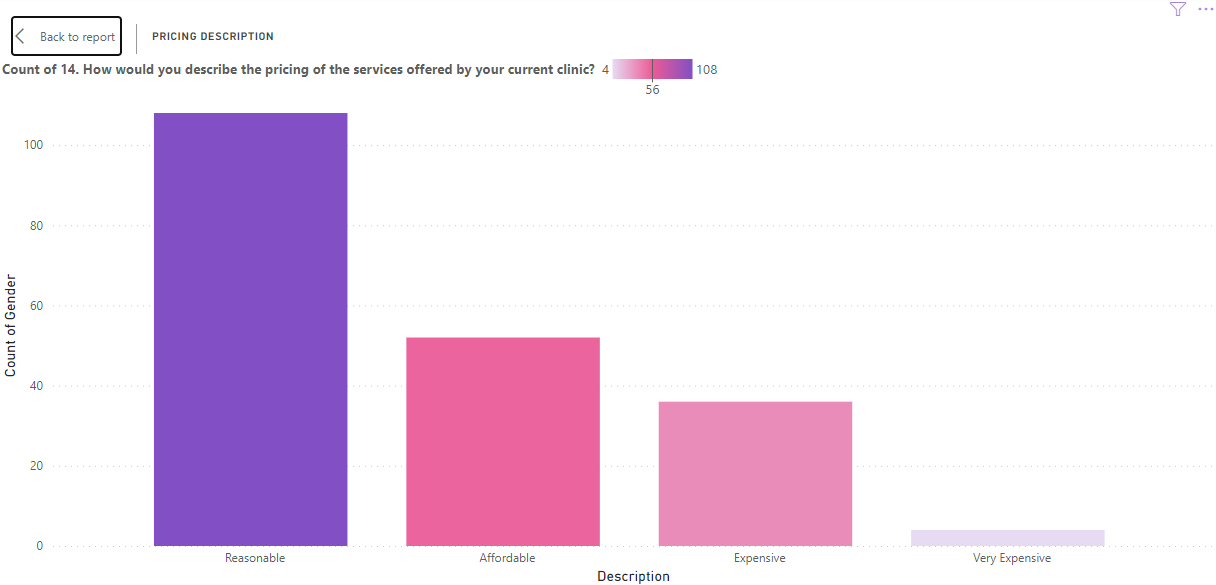 Back to report
PRICING DESCRIPTION
Count of 14. How would you describe the pricing of the services offered by your current clinic? 4 108
56
100
80
60
40
20
0
Count of Gender
Reasonable Affordable Expensive Very Expensive
Description